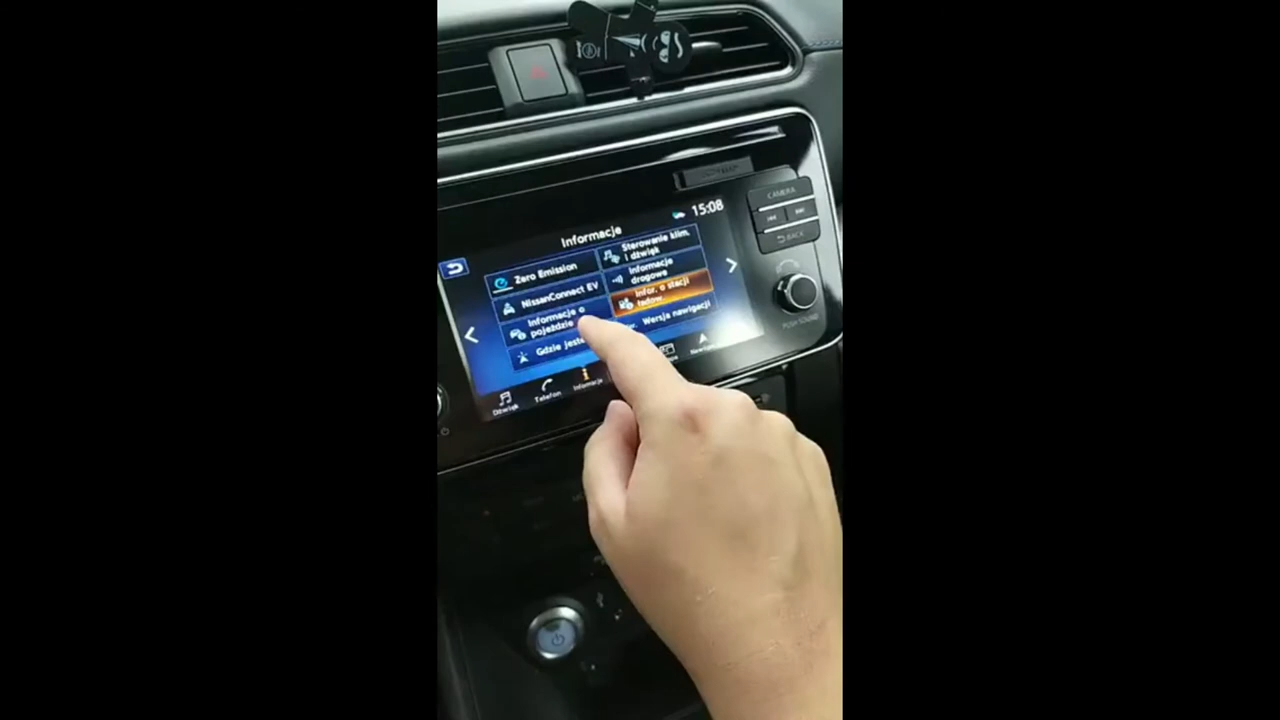 CAMERA
BACK
PUSH SOUND
15:08
Informacje
Zero Emission
Sterowanie klim.
i dźwięk
NissanConnect EV
Informacje
drogowe
Informacje o
pojeździe
Infor. o stacji
ładow.
Gdzie jeste
Wersja nawigacji
Dźwięk
Telefon
Informacje